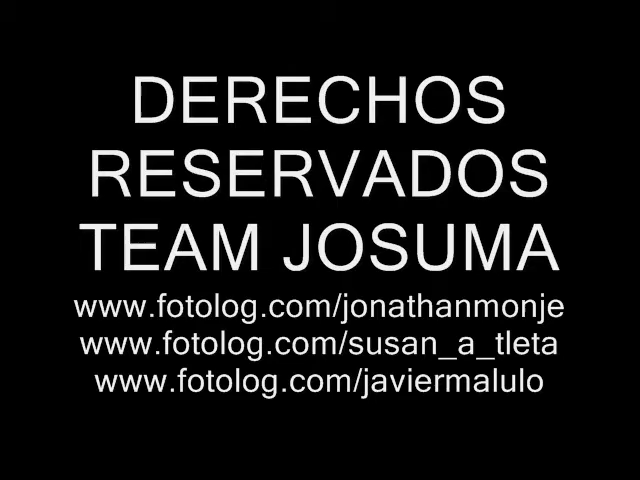 DERECHOS
RESERVADOS
TEAM JOSUMA
www.fotolog.com/jonathanmonje
www.fotolog.com/susan_a_tleta
www.fotolog.com/javiermalulo